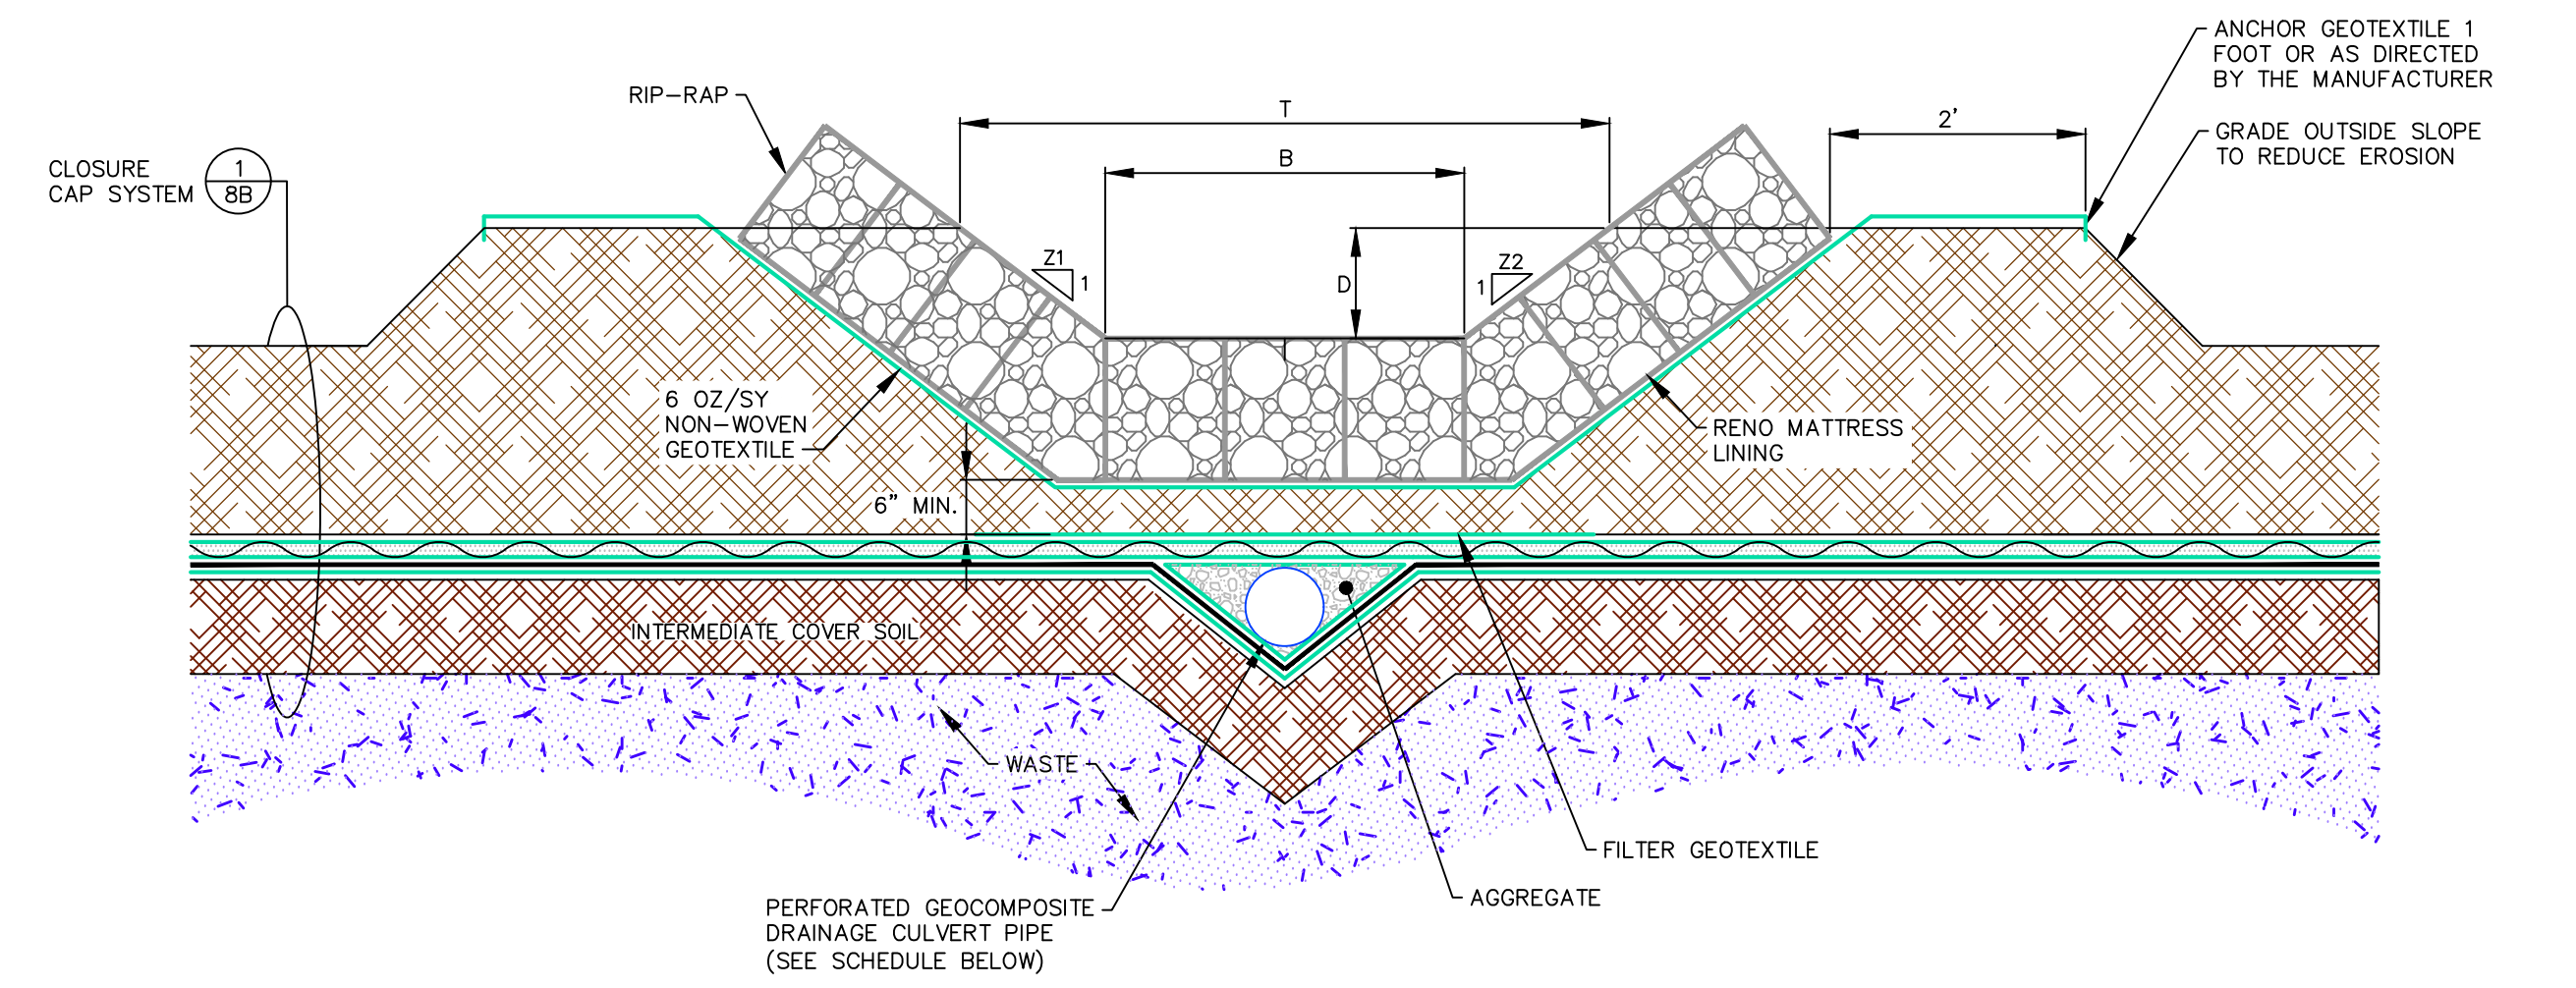 ANCHOR GEOTEXTILE 1
FOOT OR AS DIRECTED
BY THE MANUFACTURER
RIP-RAP
T
2'
GRADE OUTSIDE SLOPE
TO REDUCE EROSION
B
CLOSURE
CAP SYSTEM
1
8B
Z1
1
D
Z2
1
6 OZ/SY
NON-WOVEN
GEOTEXTILE
RENO MATTRESS
LINING
6" MIN.
INTERMEDIATE COVER SOIL
WASTE
FILTER GEOTEXTILE
AGGREGATE
PERFORATED GEOCOMPOSITE
DRAINAGE CULVERT PIPE
(SEE SCHEDULE BELOW)